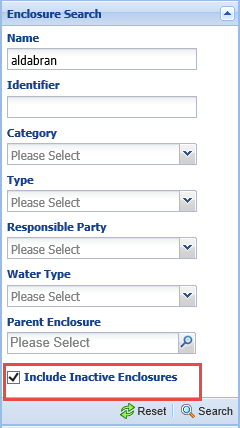 Enclosure Search
Name
aldabran
Identifier
Category
Please Select
Type
Please Select
Responsible Party
Please Select
Water Type
Please Select
Parent Enclosure
Please Select
Include Inactive Enclosures
Reset Search